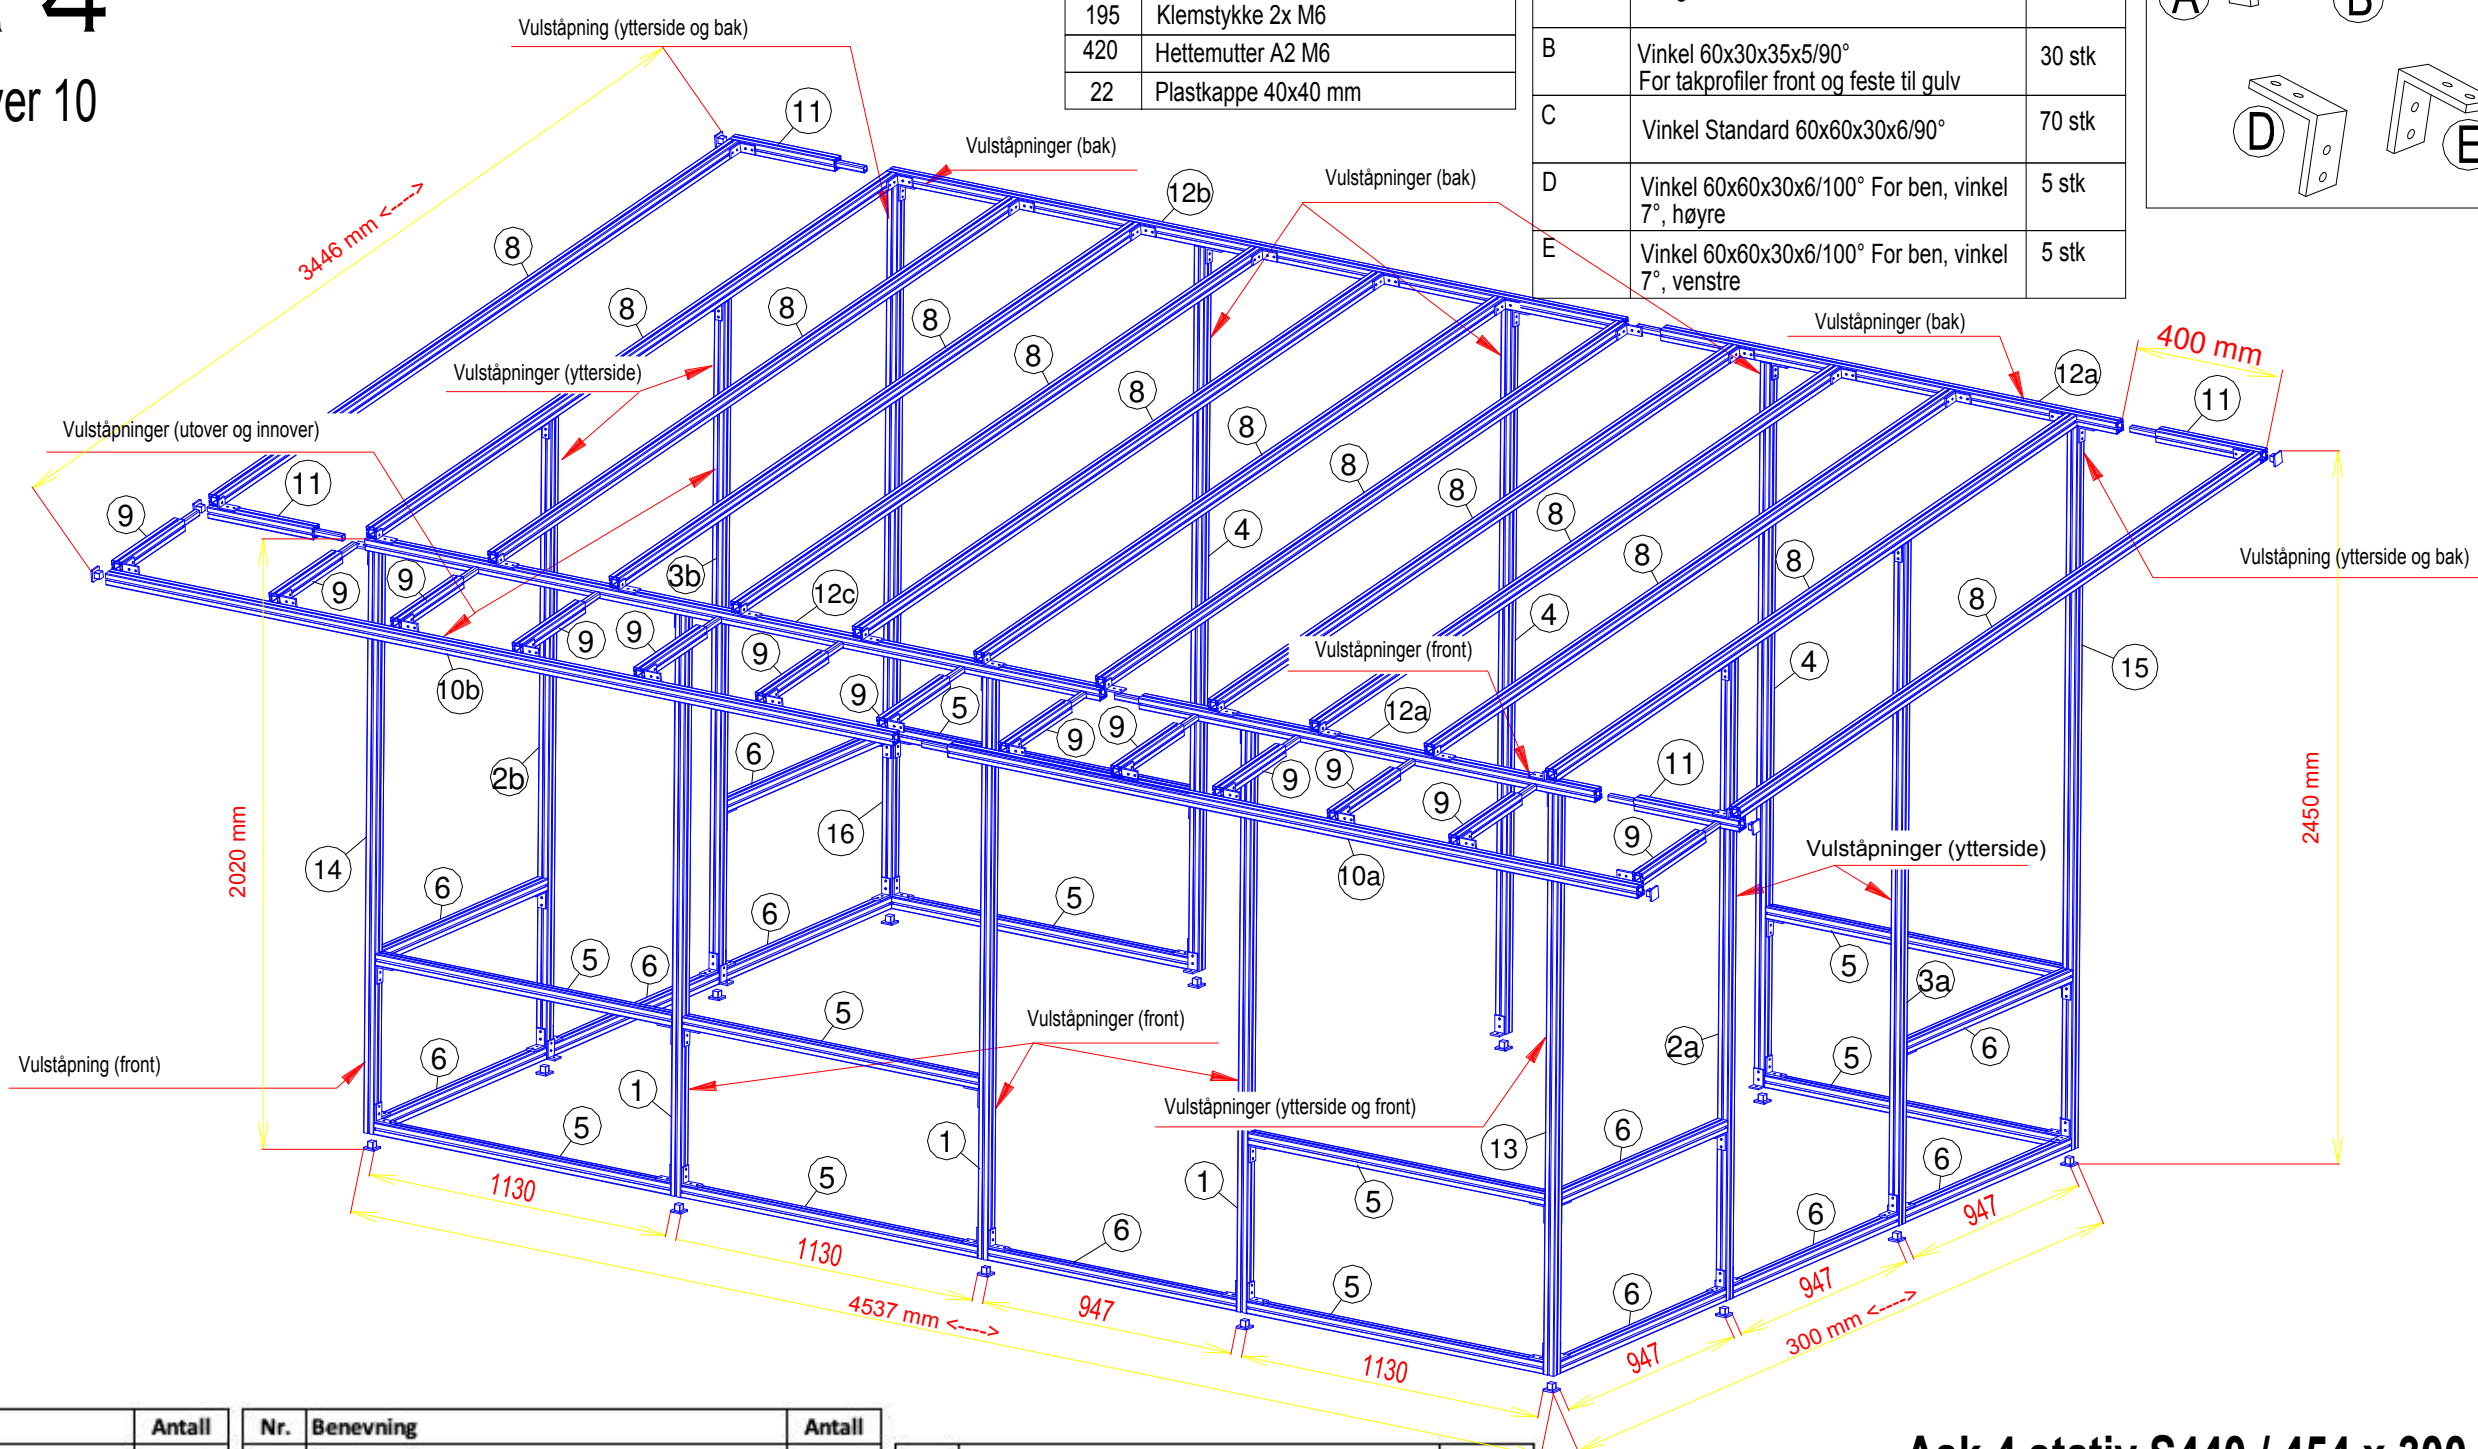 4
er 10
195 Klemstykke 2x M6
420 Hettemutter A2 M6
22 Plastkappe 40x40 mm
B Vinkel 60x30x35x5/90° 30 stk
For takprofiler front og feste til gulv
C Vinkel Standard 60x60x30x6/90° 70 stk
D Vinkel 60x60x30x6/100° For ben, vinkel 5 stk
7°, høyre
E Vinkel 60x60x30x6/100° For ben, vinkel 5 stk
7°, venstre
A B
D E
Vulståpning (ytterside og bak)
11
Vulståpninger (bak)
12b
Vulståpninger (bak)
3446 mm <---->
8
8
8
8
8
8
8
8
8
8
8
8
8
Vulståpninger (bak)
400 mm
12a
11
Vulståpninger (ytterside)
Vulståpninger (utover og innover)
11
9
9
9
9
9
9
9
9
9
9
9
9
9
3b
12c
4
4
4
Vulståpninger (front)
Vulståpning (ytterside og bak)
15
10b
5
12a
11
2b
6
16
14
2020 mm
2450 mm
10a
Vulståpninger (ytterside)
6
6
5
5
6
5
3a
5
Vulståpninger (front)
2a
6
Vulståpning (front)
6
1
5
Vulståpninger (ytterside og front)
5
1
13
6
5
1
5
6
6
6
1130
5
6
1130
947
1130
947
947
947
4537 mm <---->
300 mm <---->
Antall
Nr. Benevning Antall
Ask 4 stativ S440 / 454 x 300